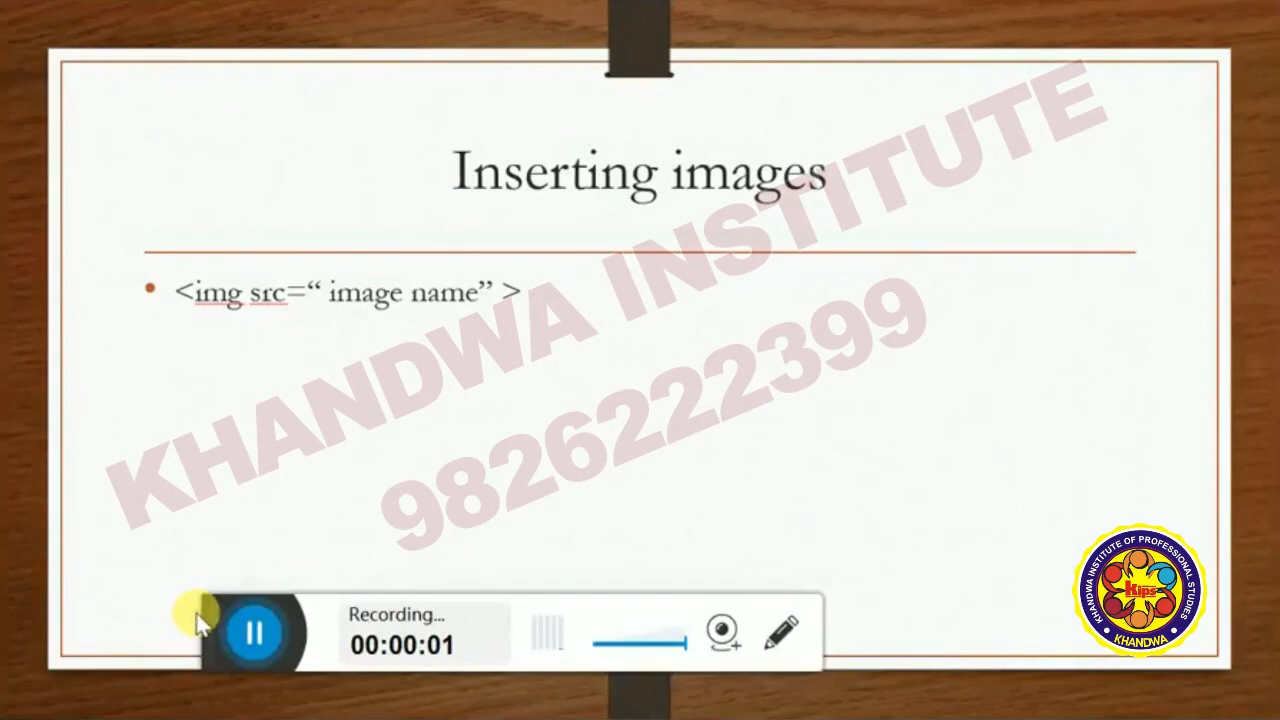 Inserting images
• <img src=“ image name” >
KHANDWA INSTITUTE
9826222399
Recording...
00:00:01
KHANDWA INSTITUTE OF PROFESSIONAL STUDIES
Kips
• KHANDWA •